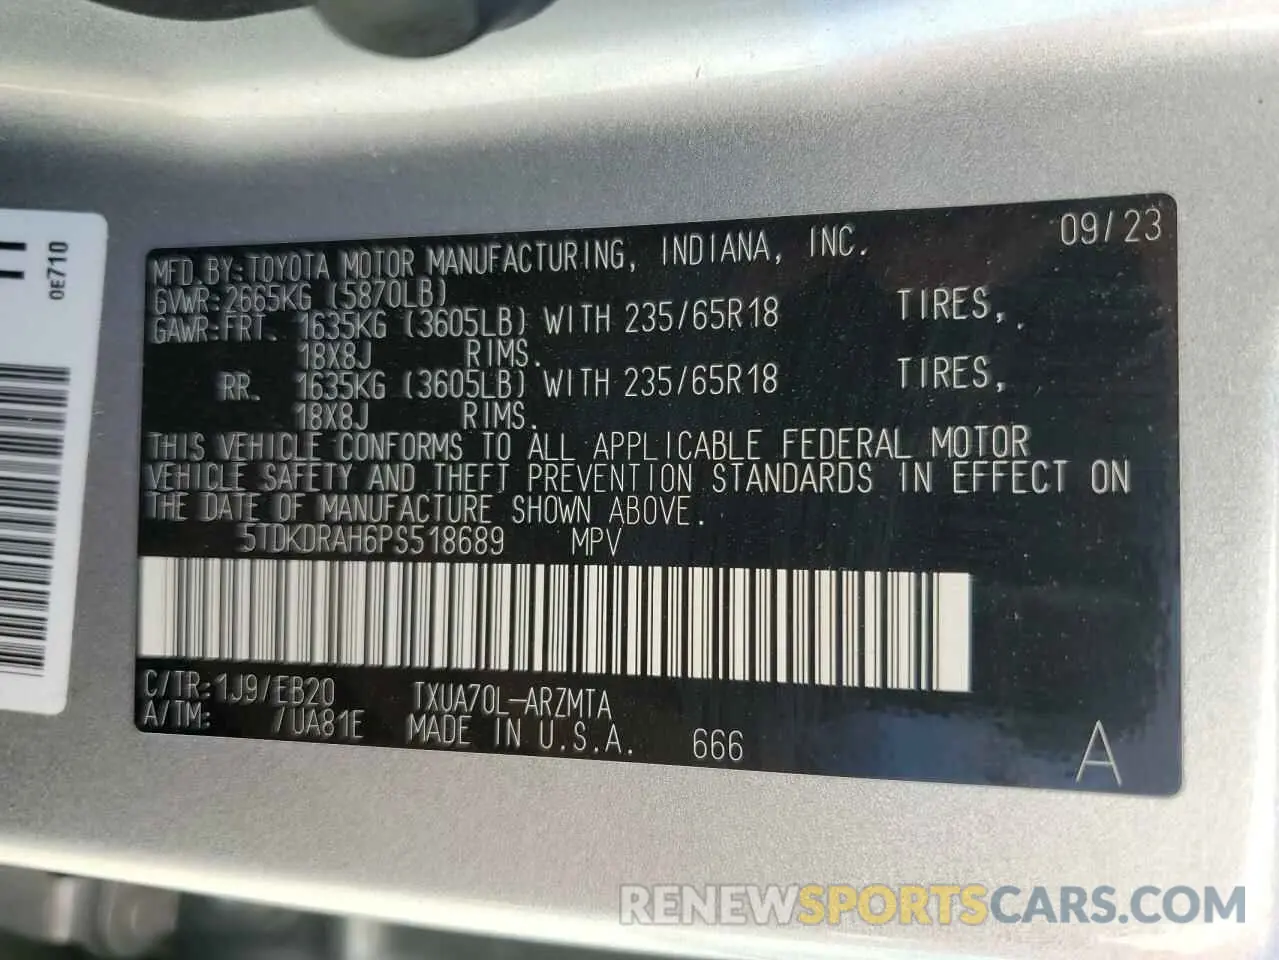 09/23
MFD.BY:TOYOTA MOTOR MANUFACTURING, INDIANA, INC.
GVWR:2665KG (5870LB)
GAWR:FRT. 1635KG (3605LB) WITH 235/65R18 TIRES,
18X8J RIMS.
RR. 1635KG (3605LB) WITH 235/65R18 TIRES,
18X8J RIMS.
THIS VEHICLE CONFORMS TO ALL APPLICABLE FEDERAL MOTOR
VEHICLE SAFETY AND THEFT PREVENTION STANDARDS IN EFFECT ON
THE DATE OF MANUFACTURE SHOWN ABOVE.
5TDKDRAH6PS518689 MPV
C/TR:1J9/EB20 TXUA70L-ARZMTA
A/TM: /UA81E MADE IN U.S.A. 666
A
0E710
RENEWSPORTSCARS.COM